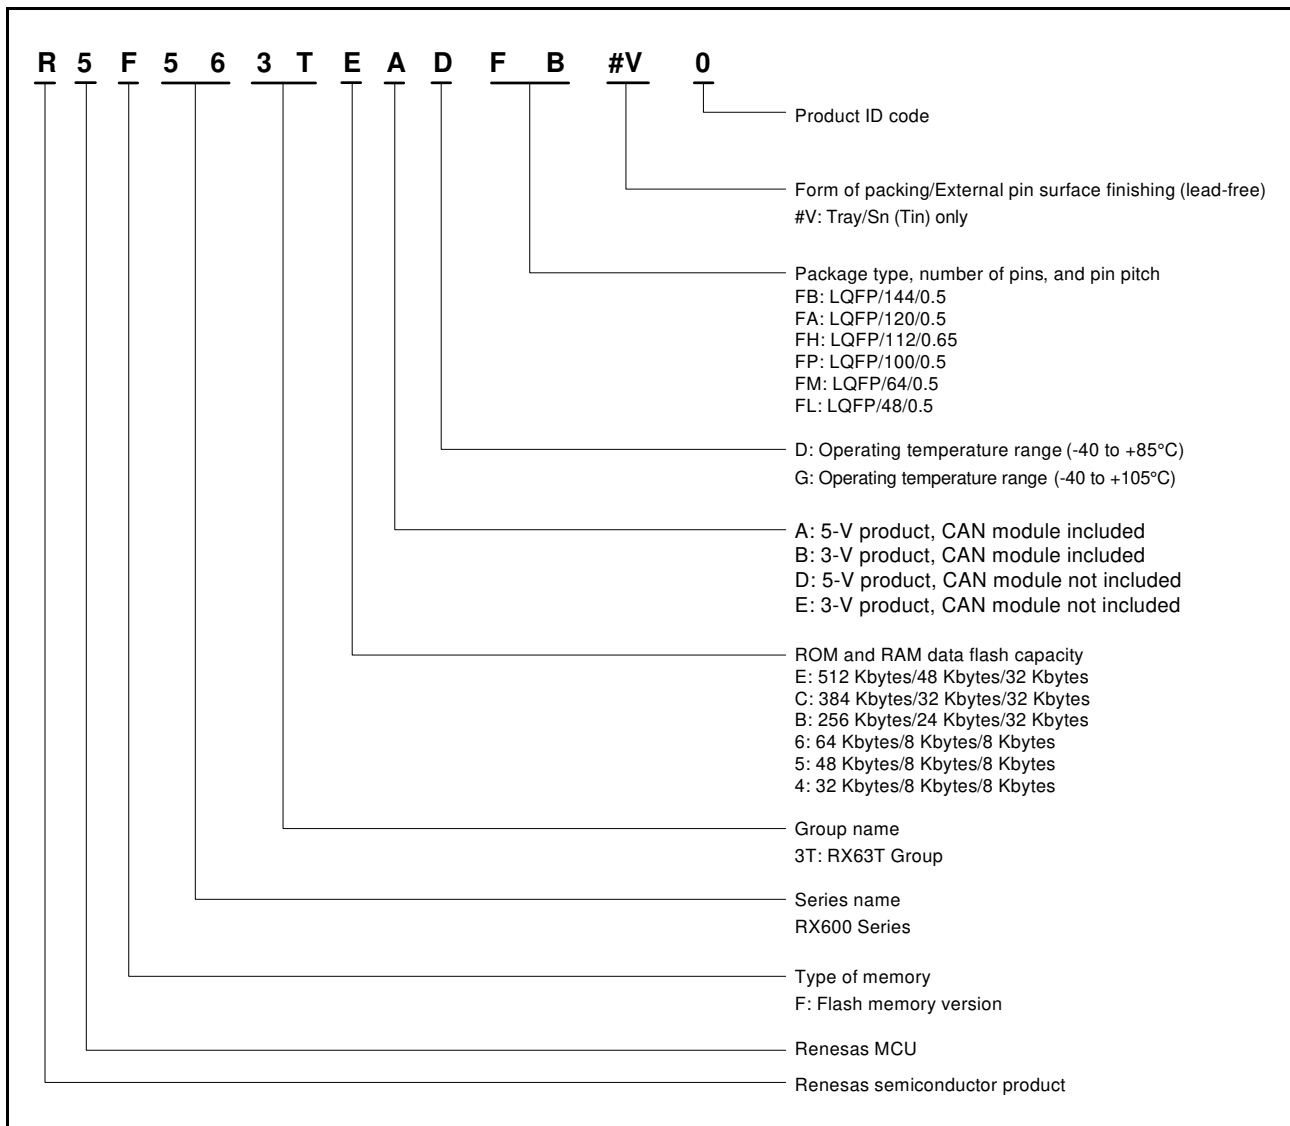 R 5 F 5 6 3 T E A D F B #V 0
Product ID code
Form of packing/External pin surface finishing (lead-free)
#V: Tray/Sn (Tin) only
Package type, number of pins, and pin pitch
FB: LQFP/144/0.5
FA: LQFP/120/0.5
FH: LQFP/112/0.65
FP: LQFP/100/0.5
FM: LQFP/64/0.5
FL: LQFP/48/0.5
D: Operating temperature range (-40 to +85°C)
G: Operating temperature range (-40 to +105°C)
A: 5-V product, CAN module included
B: 3-V product, CAN module included
D: 5-V product, CAN module not included
E: 3-V product, CAN module not included
ROM and RAM data flash capacity
E: 512 Kbytes/48 Kbytes/32 Kbytes
C: 384 Kbytes/32 Kbytes/32 Kbytes
B: 256 Kbytes/24 Kbytes/32 Kbytes
6: 64 Kbytes/8 Kbytes/8 Kbytes
5: 48 Kbytes/8 Kbytes/8 Kbytes
4: 32 Kbytes/8 Kbytes/8 Kbytes
Group name
3T: RX63T Group
Series name
RX600 Series
Type of memory
F: Flash memory version
Renesas MCU
Renesas semiconductor product